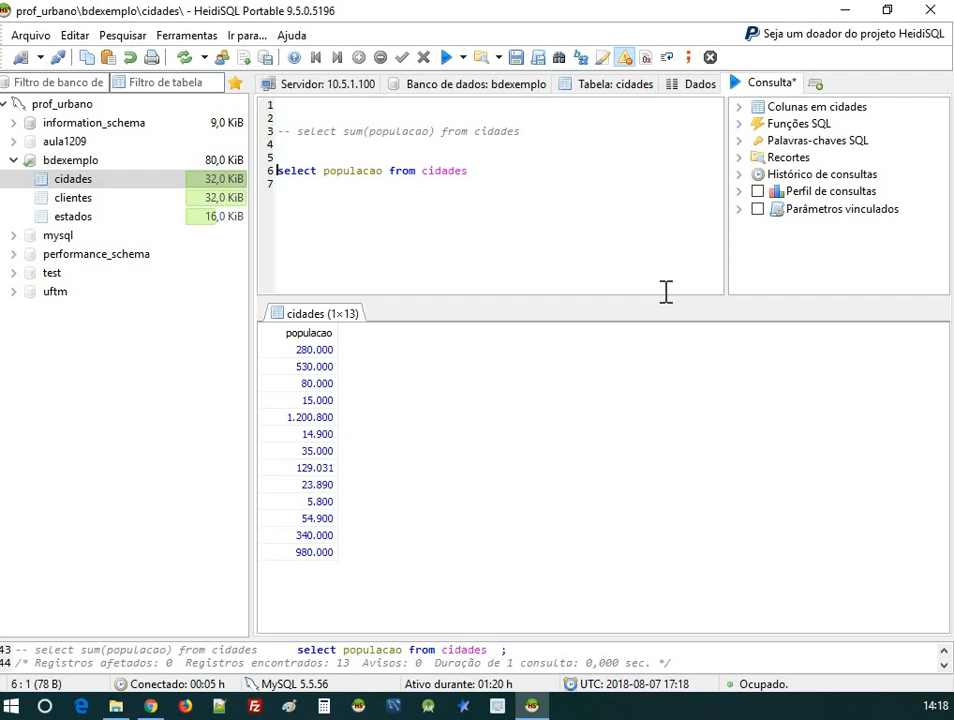 prof_urbano\bdexemplo\cidades\ - HeidiSQL Portable 9.5.0.5196
Arquivo Editar Pesquisar Ferramentas Ir para... Ajuda
Seja um doador do projeto HeidiSQL
Filtro de banco de
Filtro de tabela
Servidor: 10.5.1.100
Banco de dados: bdexemplo
Tabela: cidades
Dados
Consulta*
prof_urbano
information_schema 9,0 KiB
aula1209
bdexemplo 80,0 KiB
cidades 32,0 KiB
clientes 32,0 KiB
estados 16,0 KiB
mysql
performance_schema
test
uftm
1
2
3 -- select sum(populacao) from cidades
4
5
6 select populacao from cidades
7
Colunas em cidades
Funções SQL
Palavras-chaves SQL
Recortes
Histórico de consultas
Perfil de consultas
Parâmetros vinculados
cidades (1×13)
populacao
280.000
530.000
80.000
15.000
1.200.800
14.900
35.000
129.031
23.890
5.800
54.900
340.000
980.000
43 -- select sum(populacao) from cidades select populacao from cidades ;
44 /* Registros afetados: 0 Registros encontrados: 13 Avisos: 0 Duração de 1 consulta: 0,000 sec. */
6 : 1 (78 B)
Conectado: 00:05 h
MySQL 5.5.56
Ativo durante: 01:20 h
UTC: 2018-08-07 17:18
Ocupado.
14:18